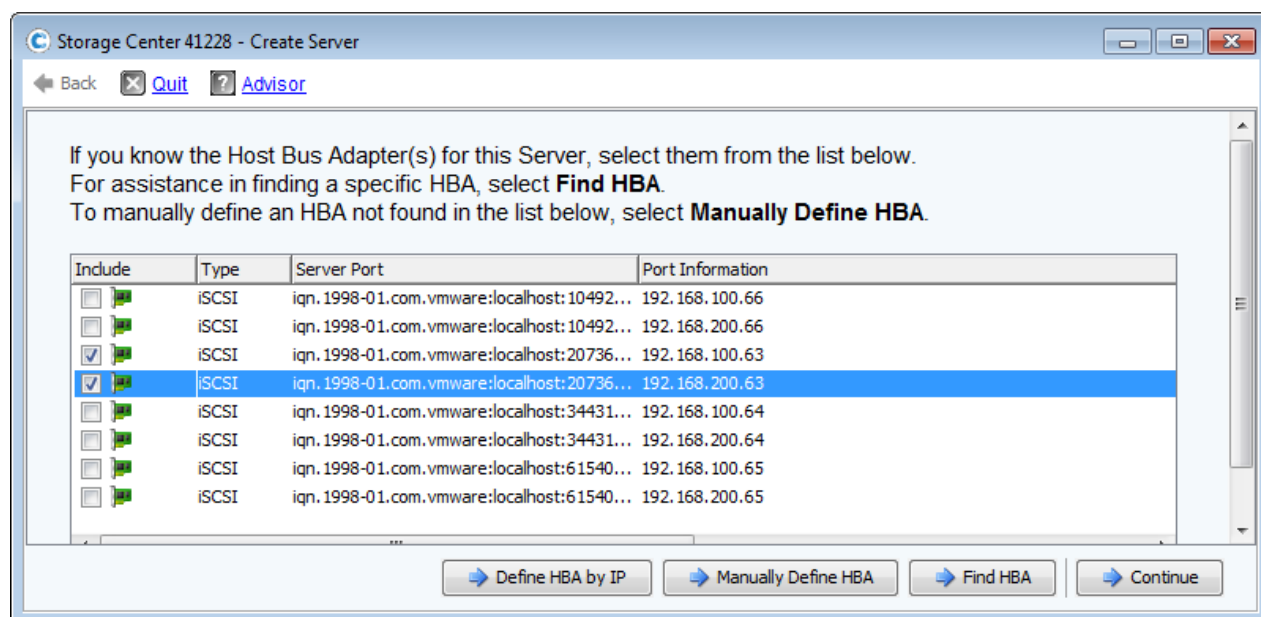 Storage Center 41228 - Create Server
Back Quit Advisor
If you know the Host Bus Adapter(s) for this Server, select them from the list below.
For assistance in finding a specific HBA, select Find HBA.
To manually define an HBA not found in the list below, select Manually Define HBA.
Include Type Server Port Port Information
iSCSI iqn.1998-01.com.vmware:localhost:10492... 192.168.100.66
iSCSI iqn.1998-01.com.vmware:localhost:10492... 192.168.200.66
iSCSI iqn.1998-01.com.vmware:localhost:20736... 192.168.100.63
iSCSI iqn.1998-01.com.vmware:localhost:20736... 192.168.200.63
iSCSI iqn.1998-01.com.vmware:localhost:34431... 192.168.100.64
iSCSI iqn.1998-01.com.vmware:localhost:34431... 192.168.200.64
iSCSI iqn.1998-01.com.vmware:localhost:61540... 192.168.100.65
iSCSI iqn.1998-01.com.vmware:localhost:61540... 192.168.200.65
Define HBA by IP Manually Define HBA Find HBA Continue